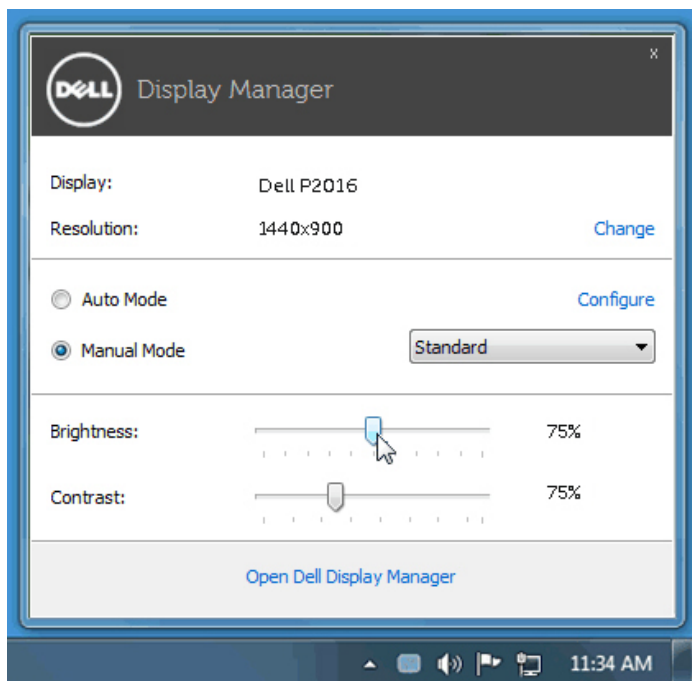 x
DELL Display Manager
Display: Dell P2016
Resolution: 1440x900 Change
Auto Mode Configure
Manual Mode Standard
Brightness: 75%
Contrast: 75%
Open Dell Display Manager
11:34 AM